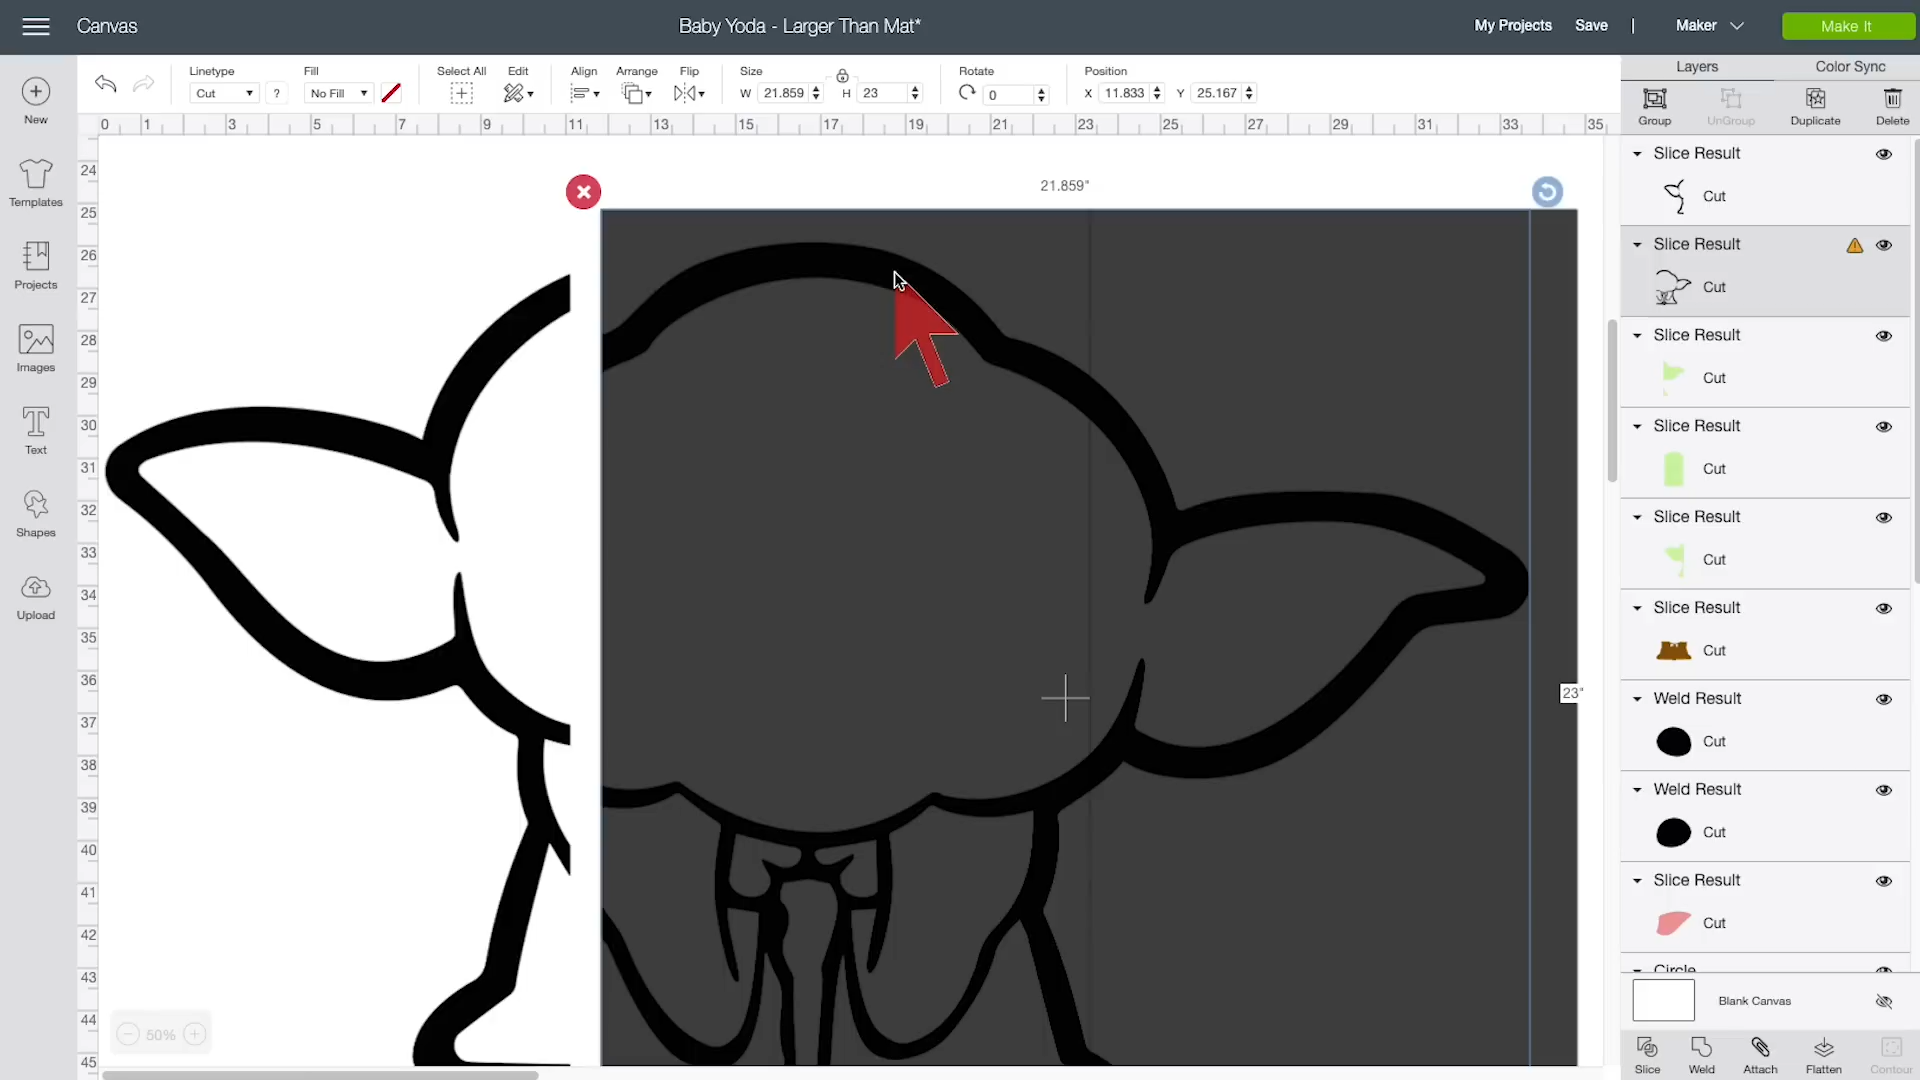 Canvas
Baby Yoda - Larger Than Mat*
My Projects
Save
Maker
Make It
New
Templates
Projects
Images
Text
Shapes
Upload
Linetype
Cut
?
Fill
No Fill
Select All
Edit
Align
Arrange
Flip
Size
W 21.859
H 23
Rotate
0
Position
X 11.833
Y 25.167
0 1 3 5 7 9 11 13 15 17 19 21 23 25 27 29 31 33 35
24
25
26
27
28
29
30
31
32
33
34
35
36
37
38
39
40
41
42
43
44
45
21.859"
23"
50%
Layers
Color Sync
Group
UnGroup
Duplicate
Delete
Slice Result
Cut
Slice Result
Cut
Slice Result
Cut
Slice Result
Cut
Slice Result
Cut
Slice Result
Cut
Weld Result
Cut
Weld Result
Cut
Slice Result
Cut
Circle
Blank Canvas
Slice
Weld
Attach
Flatten
Contour